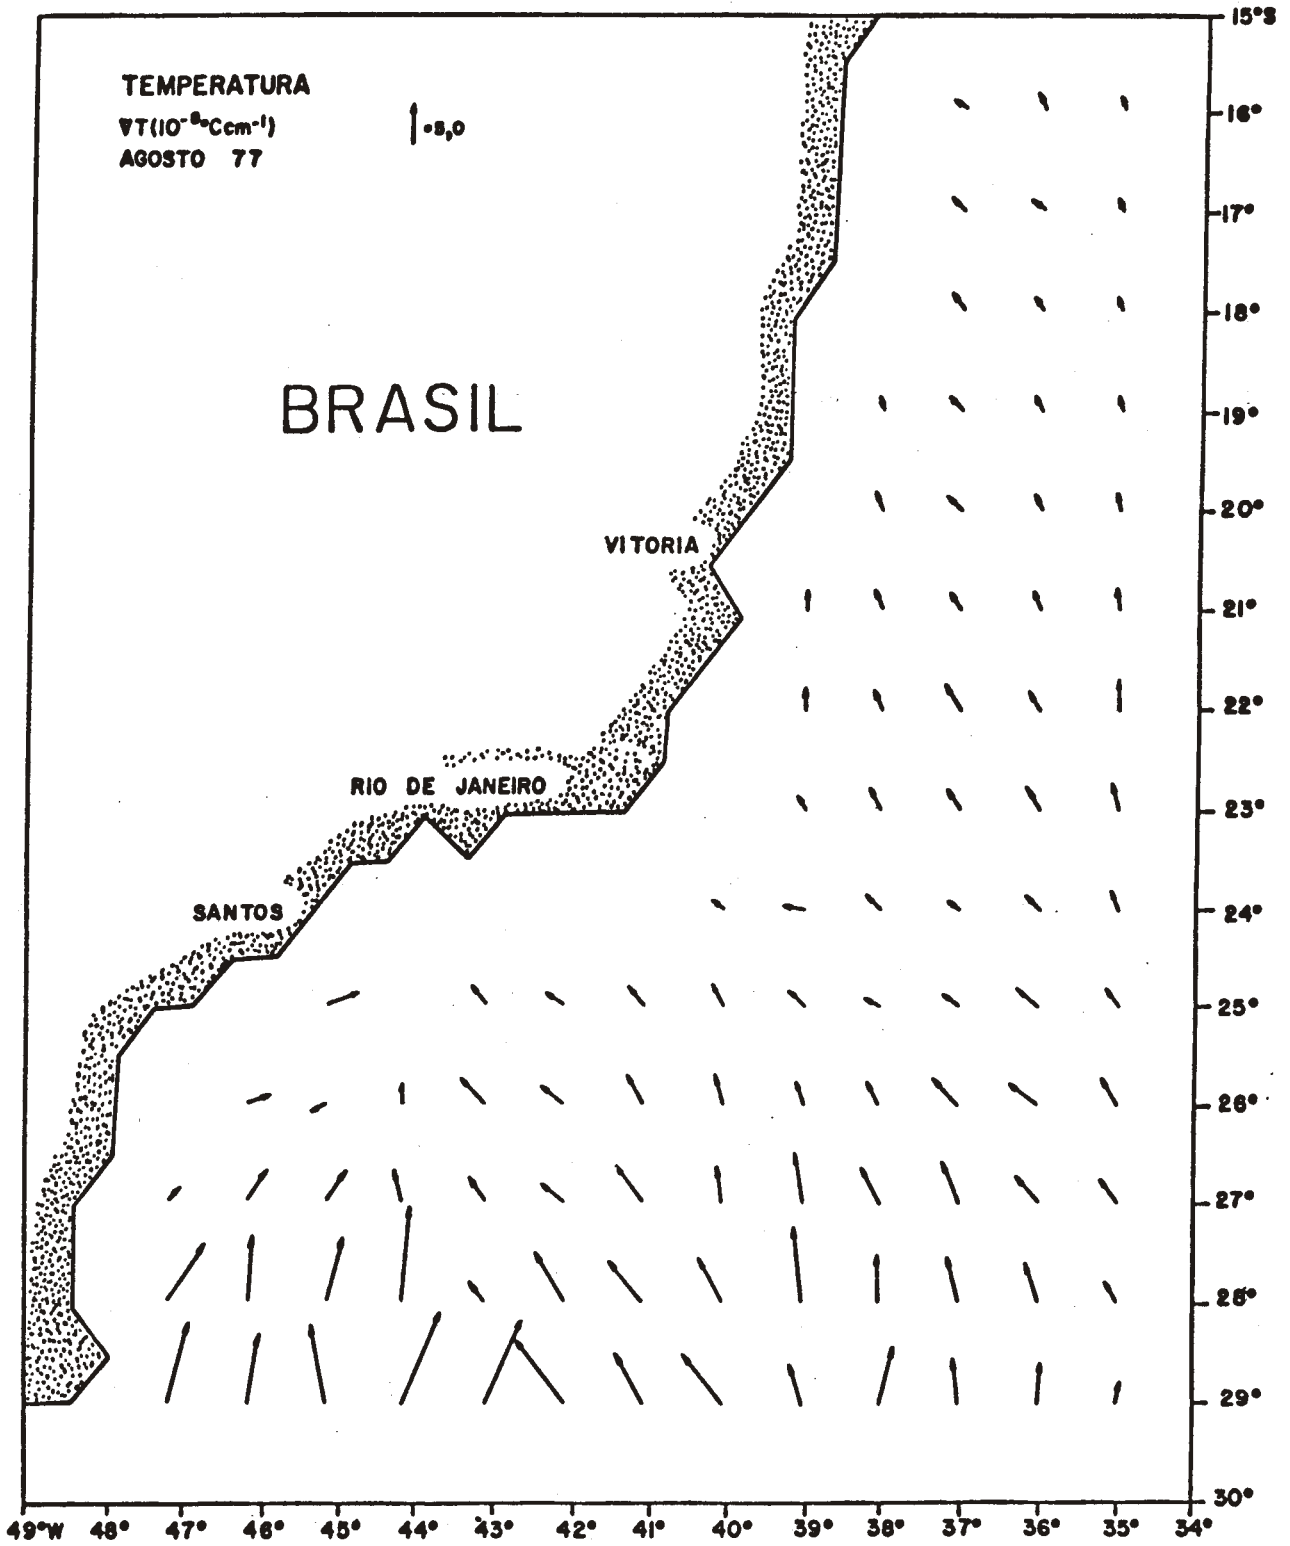 TEMPERATURA
∇T(10⁻⁸°Ccm⁻¹) =5,0
AGOSTO 77
BRASIL
VITORIA
RIO DE JANEIRO
SANTOS
15°S
16°
17°
18°
19°
20°
21°
22°
23°
24°
25°
26°
27°
28°
29°
30°
49°W 48° 47° 46° 45° 44° 43° 42° 41° 40° 39° 38° 37° 36° 35° 34°